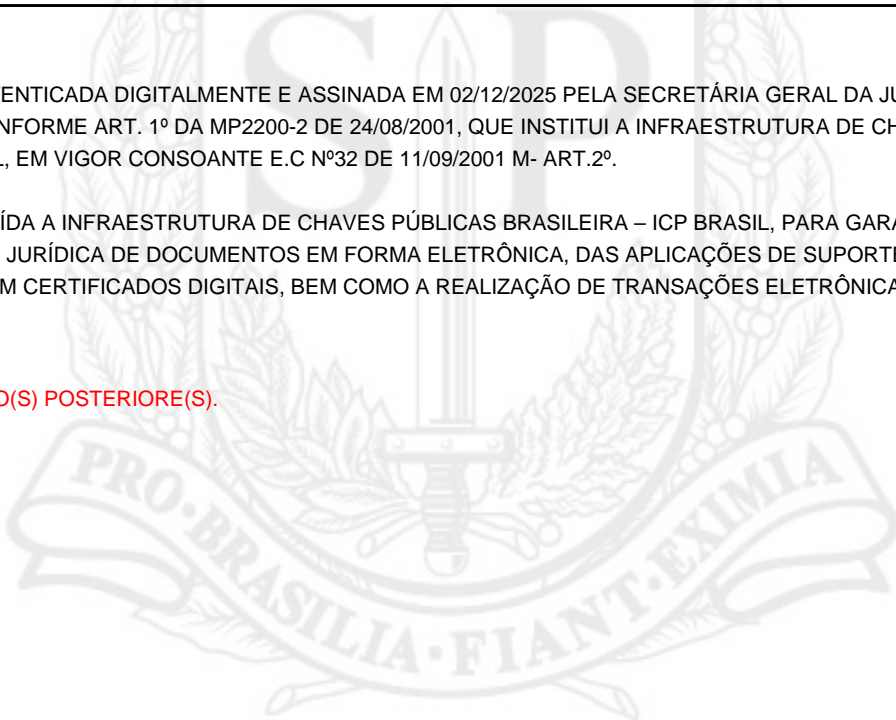 ENTICADA DIGITALMENTE E ASSINADA EM 02/12/2025 PELA SECRETÁRIA GERAL DA JU
NFORME ART. 1º DA MP2200-2 DE 24/08/2001, QUE INSTITUI A INFRAESTRUTURA DE CH
L, EM VIGOR CONSOANTE E.C Nº32 DE 11/09/2001 M- ART.2º.
ÍDA A INFRAESTRUTURA DE CHAVES PÚBLICAS BRASILEIRA – ICP BRASIL, PARA GARA
JURÍDICA DE DOCUMENTOS EM FORMA ELETRÔNICA, DAS APLICAÇÕES DE SUPORTE
M CERTIFICADOS DIGITAIS, BEM COMO A REALIZAÇÃO DE TRANSAÇÕES ELETRÔNICA
O(S) POSTERIORE(S).
SP
PRO·BRASILIA·FIANT·EXIMIA